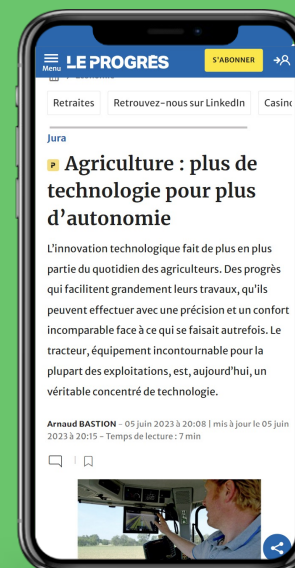 Menu LE PROGRÈS S'ABONNER
Retraites Retrouvez-nous sur LinkedIn Casino
Jura
P Agriculture : plus de
technologie pour plus
d'autonomie
L'innovation technologique fait de plus en plus
partie du quotidien des agriculteurs. Des progrès
qui facilitent grandement leurs travaux, qu'ils
peuvent effectuer avec une précision et un confort
incomparable face à ce qui se faisait autrefois. Le
tracteur, équipement incontournable pour la
plupart des exploitations, est, aujourd'hui, un
véritable concentré de technologie.
Arnaud BASTION - 05 juin 2023 à 20:08 | mis à jour le 05 juin
2023 à 20:15 - Temps de lecture : 7 min